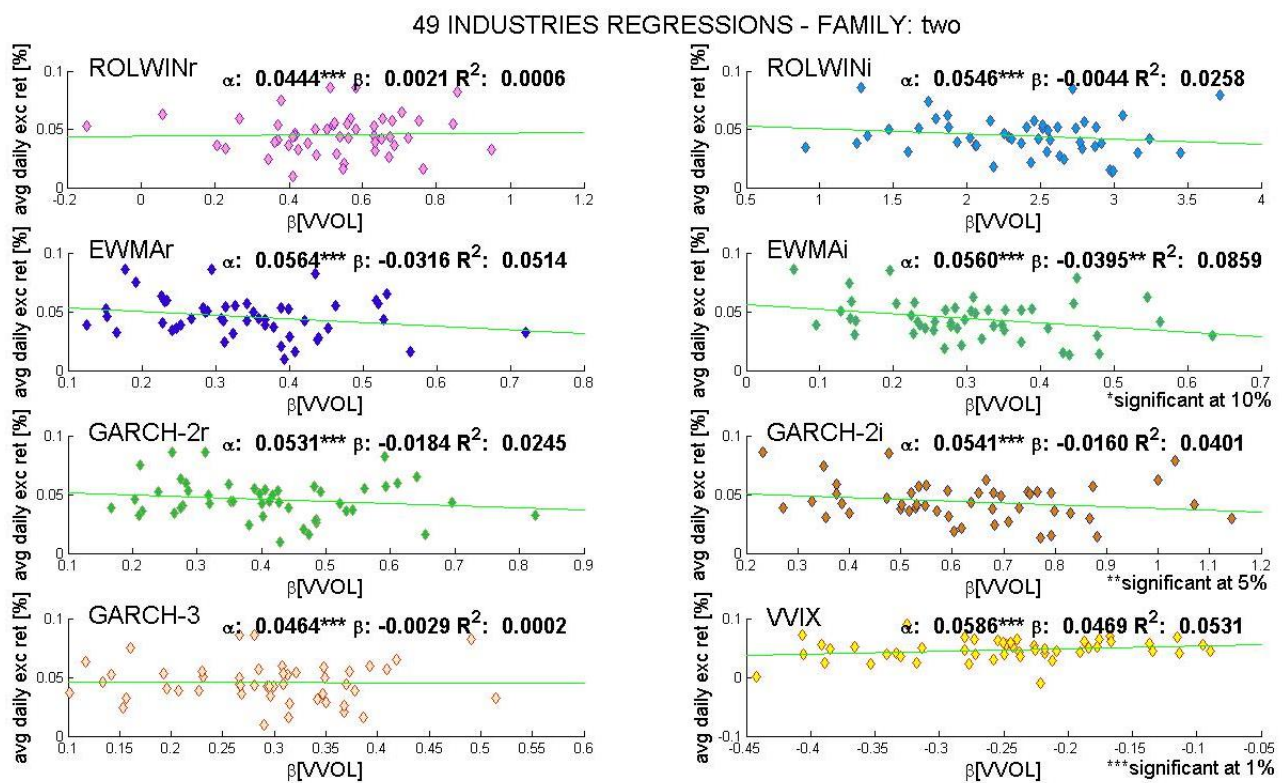 49 INDUSTRIES REGRESSIONS - FAMILY: two
avg daily exc ret [%]
ROLWINr
α: 0.0444*** β: 0.0021 R²: 0.0006
0.1
0.05
0
-0.2 0 0.2 0.4 0.6 0.8 1 1.2
β[VVOL]
avg daily exc ret [%]
ROLWINi
α: 0.0546*** β: -0.0044 R²: 0.0258
0.1
0.05
0
0.5 1 1.5 2 2.5 3 3.5 4
β[VVOL]
avg daily exc ret [%]
EWMAr
α: 0.0564*** β: -0.0316 R²: 0.0514
0.1
0.05
0
0.1 0.2 0.3 0.4 0.5 0.6 0.7 0.8
β[VVOL]
avg daily exc ret [%]
EWMAi
α: 0.0560*** β: -0.0395** R²: 0.0859
0.1
0.05
0
0 0.1 0.2 0.3 0.4 0.5 0.6 0.7
β[VVOL]
*significant at 10%
avg daily exc ret [%]
GARCH-2r
α: 0.0531*** β: -0.0184 R²: 0.0245
0.1
0.05
0
0.1 0.2 0.3 0.4 0.5 0.6 0.7 0.8 0.9
β[VVOL]
avg daily exc ret [%]
GARCH-2i
α: 0.0541*** β: -0.0160 R²: 0.0401
0.1
0.05
0
0.2 0.3 0.4 0.5 0.6 0.7 0.8 0.9 1 1.1 1.2
β[VVOL]
**significant at 5%
avg daily exc ret [%]
GARCH-3
α: 0.0464*** β: -0.0029 R²: 0.0002
0.1
0.05
0
0.1 0.15 0.2 0.25 0.3 0.35 0.4 0.45 0.5 0.55 0.6
β[VVOL]
avg daily exc ret [%]
VVIX
α: 0.0586*** β: 0.0469 R²: 0.0531
0.1
0
-0.1
-0.45 -0.4 -0.35 -0.3 -0.25 -0.2 -0.15 -0.1 -0.05
β[VVOL]
***significant at 1%